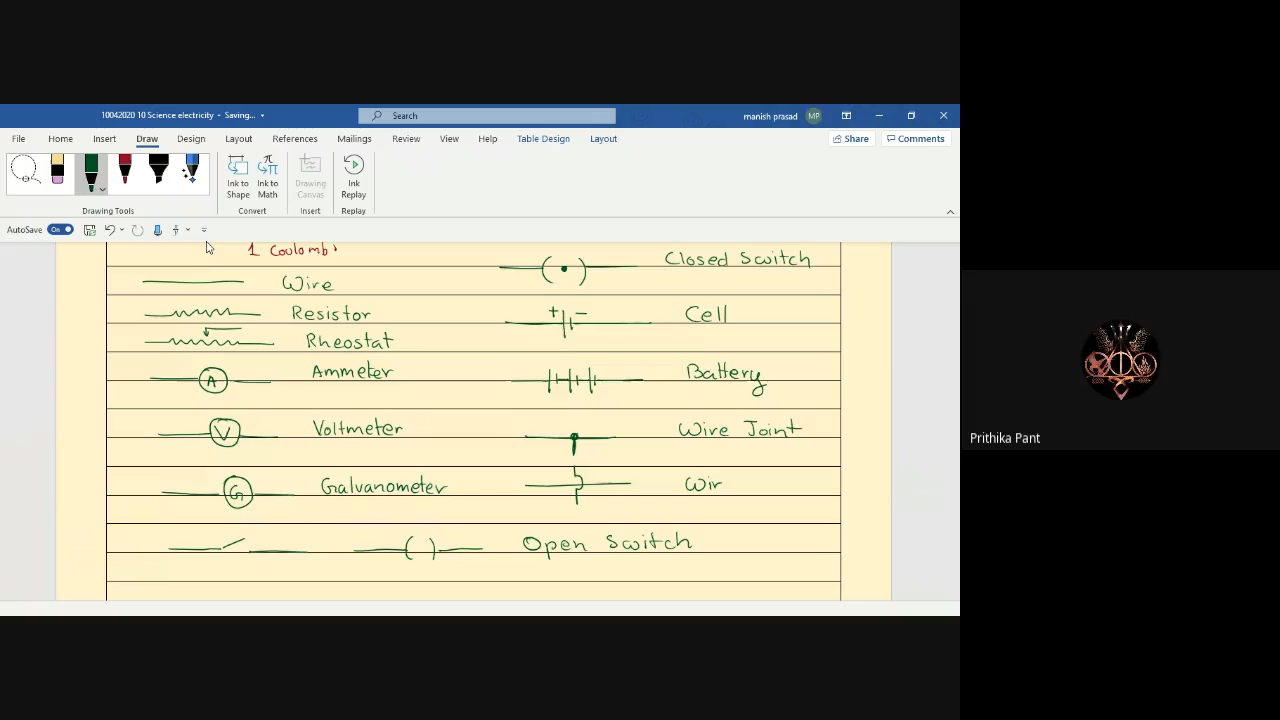 10042020 10 Science electricity - Saving...
Search
manish prasad MP
File Home Insert Draw Design Layout References Mailings Review View Help Table Design Layout
Share Comments
Ink to Shape
Ink to Math
Drawing Canvas
Ink Replay
Drawing Tools Convert Insert Replay
AutoSave On
1 Coulomb
Closed Switch
Wire
Resistor
+ - Cell
Rheostat
A Ammeter
Battery
V Voltmeter
Wire Joint
G Galvanometer
Wir
Open Switch
Prithika Pant